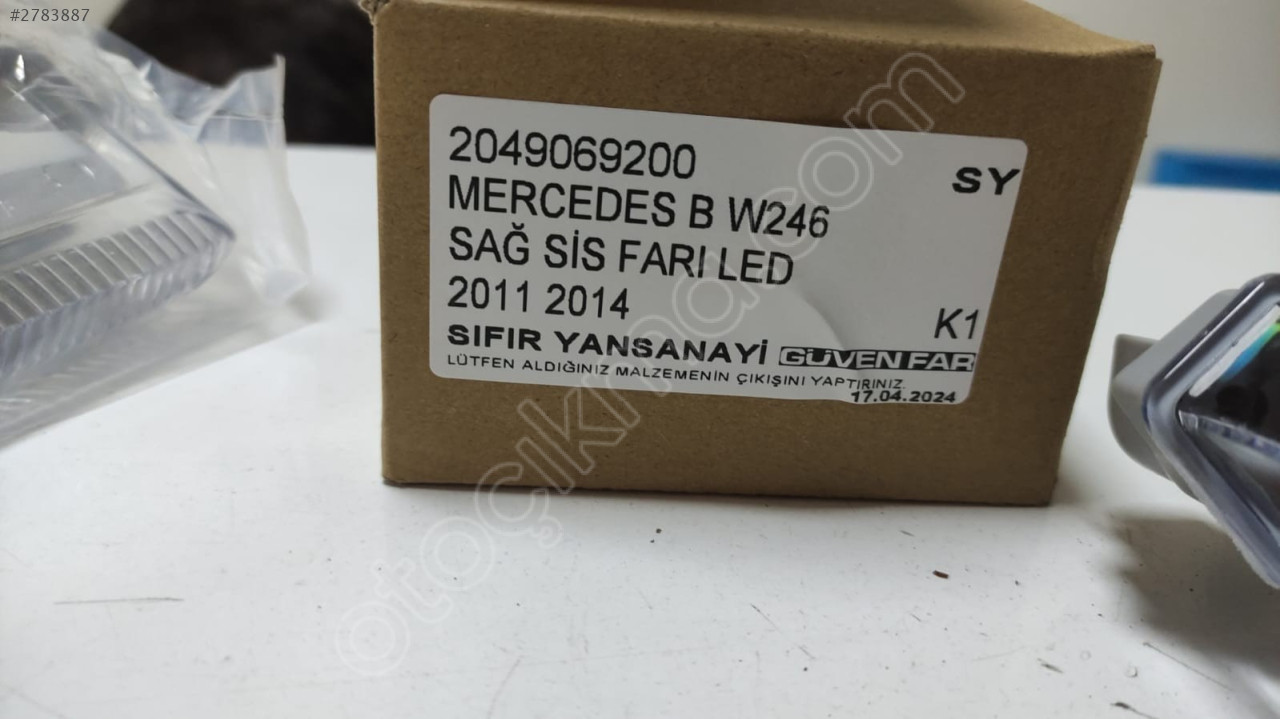 #2783887
2049069200
SY
MERCEDES B W246
SAĞ SİS FARI LED
2011 2014
K1
SIFIR YANSANAYİ GÜVEN FAR
LÜTFEN ALDIĞINIZ MALZEMENİN ÇIKIŞINI YAPTIRINIZ.
17.04.2024
otoçıkma.com